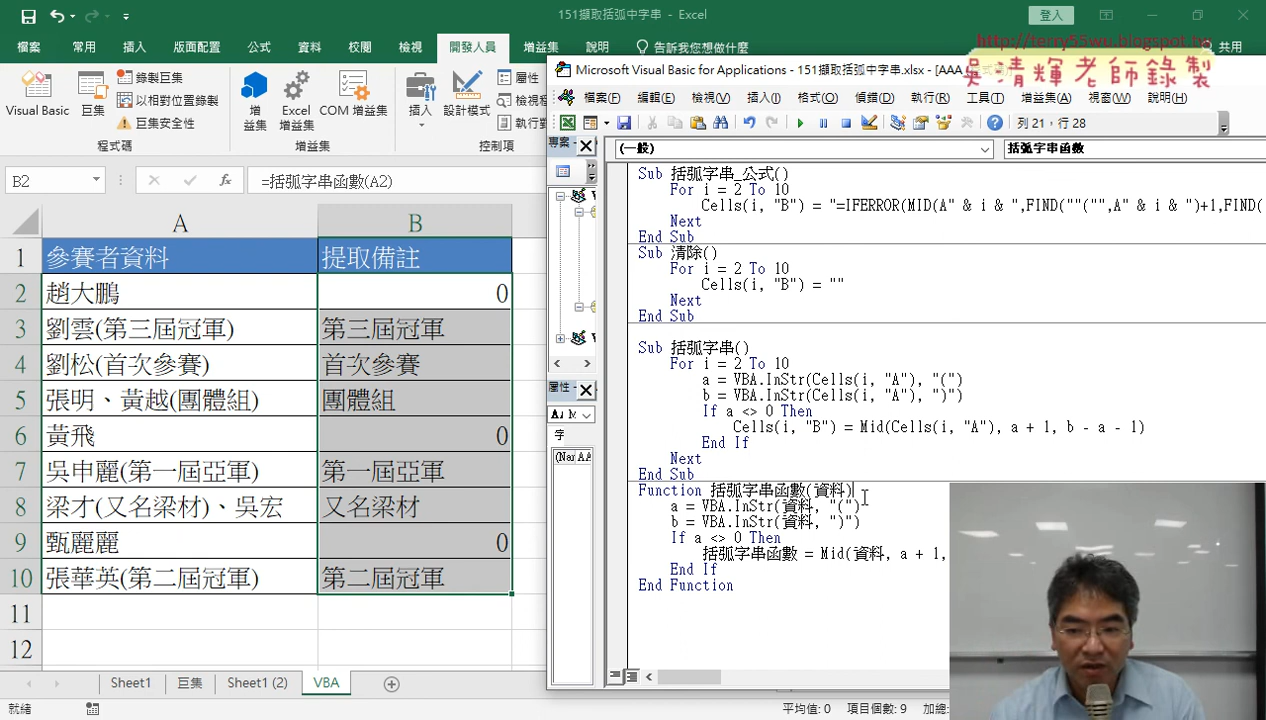 151擷取括弧中字串 - Excel
登入
檔案 常用 插入 版面配置 公式 資料 校閱 檢視 開發人員 增益集 說明 告訴我您想做什麼 共用
http://terry55wu.blogspot.tw
吳清輝老師錄製
Visual Basic
巨集
錄製巨集
以相對位置錄製
巨集安全性
程式碼
增益集
Excel 增益集
COM 增益集
增益集
插入
設計模式
屬性
檢視程
執行對
控制項
B2
=括弧字串函數(A2)
A B
1 參賽者資料 提取備註
2 趙大鵬 0
3 劉雲(第三屆冠軍) 第三屆冠軍
4 劉松(首次參賽) 首次參賽
5 張明、黃越(團體組) 團體組
6 黃飛 0
7 吳申麗(第一屆亞軍) 第一屆亞軍
8 梁才(又名梁材)、吳宏 又名梁材
9 甄麗麗 0
10 張華英(第二屆冠軍) 第二屆冠軍
11
12
Sheet1 巨集 Sheet1 (2) VBA
就緒
平均值: 0 項目個數: 9 加總:
Microsoft Visual Basic for Applications - 151擷取括弧中字串.xlsx - [AAA
檔案(F) 編輯(E) 檢視(V) 插入(I) 格式(O) 偵錯(D) 執行(R) 工具(T) 增益集(A) 視窗(W) 說明(H)
列 21, 行 28
專案
屬性
字
(一般)
括弧字串函數
Sub 括弧字串_公式()
For i = 2 To 10
Cells(i, "B") = "=IFERROR(MID(A" & i & ",FIND(""("",A" & i & ")+1,FIND(
Next
End Sub
Sub 清除()
For i = 2 To 10
Cells(i, "B") = ""
Next
End Sub
Sub 括弧字串()
For i = 2 To 10
a = VBA.InStr(Cells(i, "A"), "(")
b = VBA.InStr(Cells(i, "A"), ")")
If a <> 0 Then
Cells(i, "B") = Mid(Cells(i, "A"), a + 1, b - a - 1)
End If
Next
End Sub
Function 括弧字串函數(資料)
a = VBA.InStr(資料, "(")
b = VBA.InStr(資料, ")")
If a <> 0 Then
括弧字串函數 = Mid(資料, a + 1,
End If
End Function